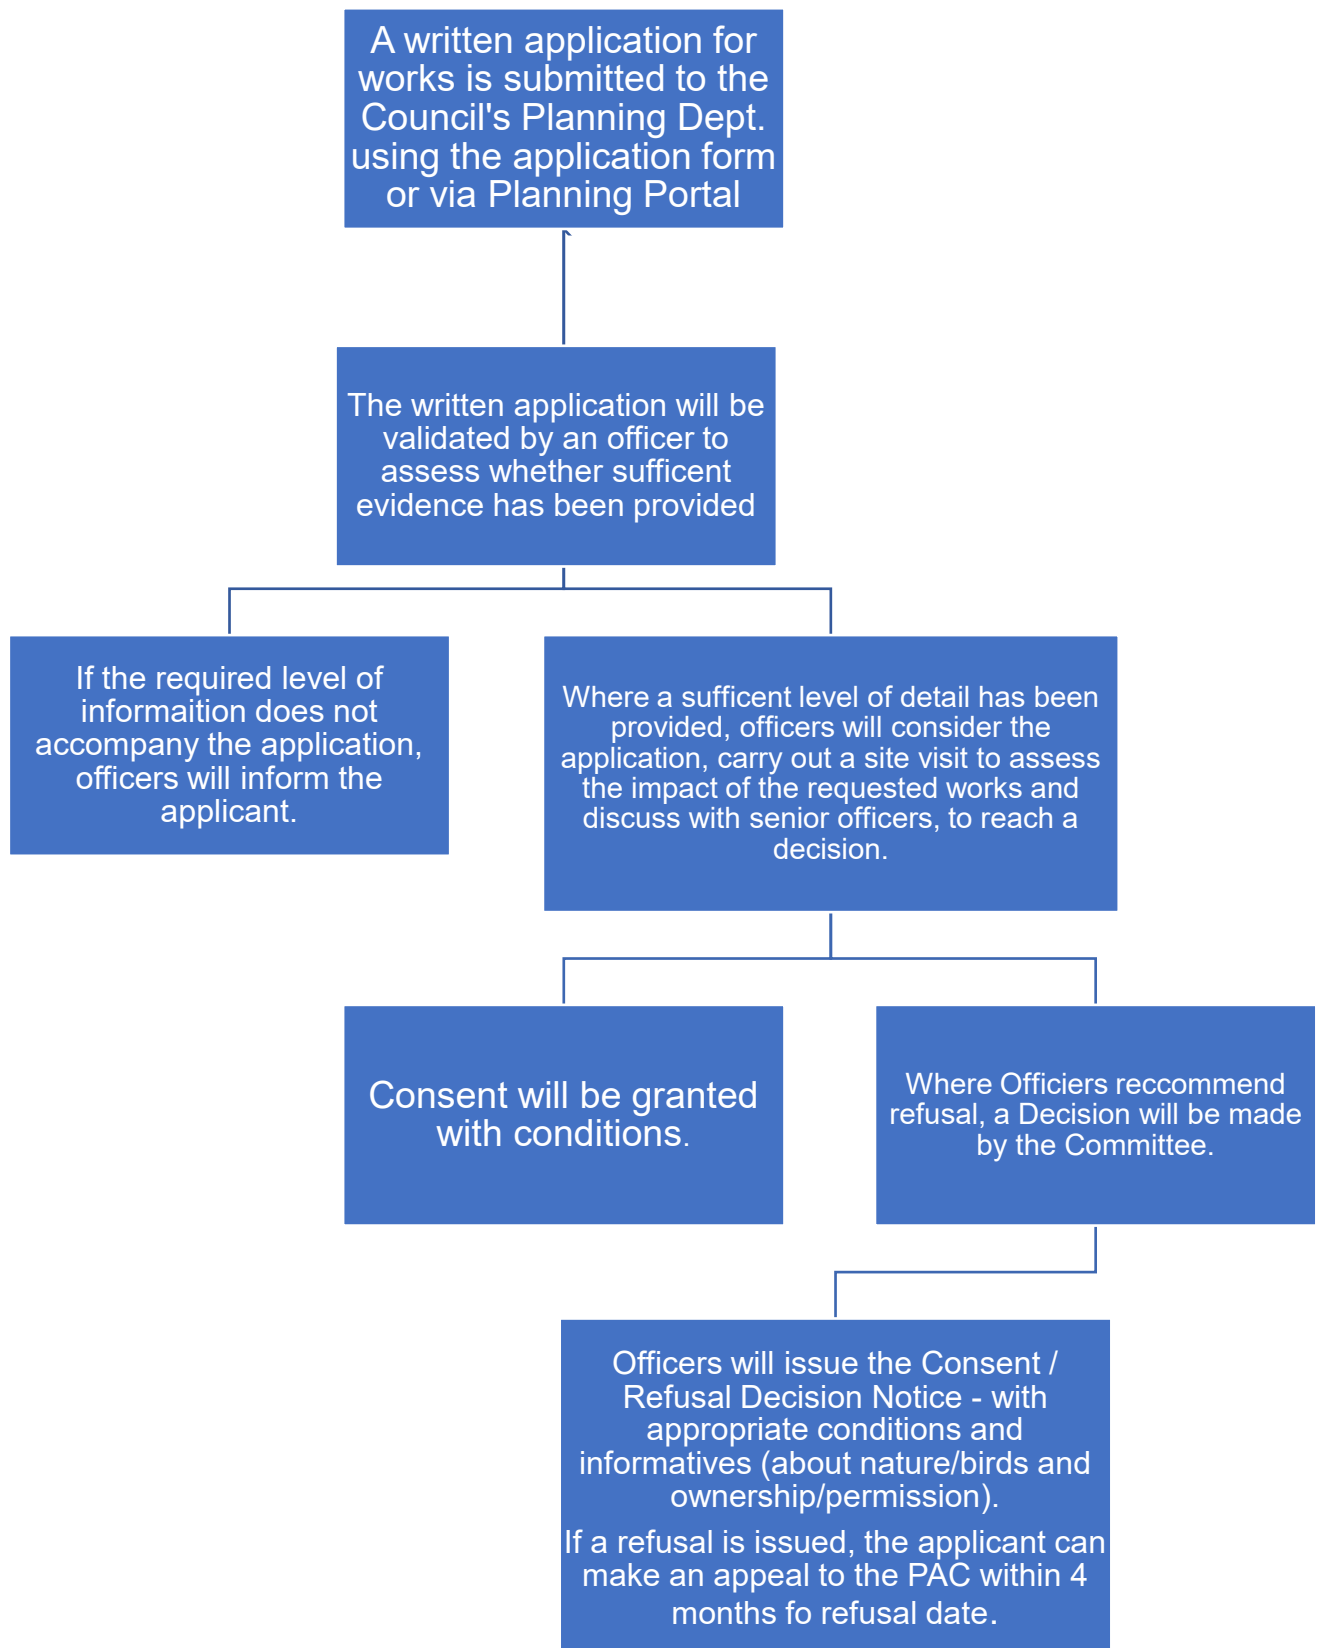 A written application for
works is submitted to the
Council's Planning Dept.
using the application form
or via Planning Portal
The written application will be
validated by an officer to
assess whether sufficent
evidence has been provided
If the required level of
informaition does not
accompany the application,
officers will inform the
applicant.
Where a sufficent level of detail has been
provided, officers will consider the
application, carry out a site visit to assess
the impact of the requested works and
discuss with senior officers, to reach a
decision.
Consent will be granted
with conditions.
Where Officiers reccommend
refusal, a Decision will be made
by the Committee.
Officers will issue the Consent /
Refusal Decision Notice - with
appropriate conditions and
informatives (about nature/birds and
ownership/permission).
If a refusal is issued, the applicant can
make an appeal to the PAC within 4
months fo refusal date.